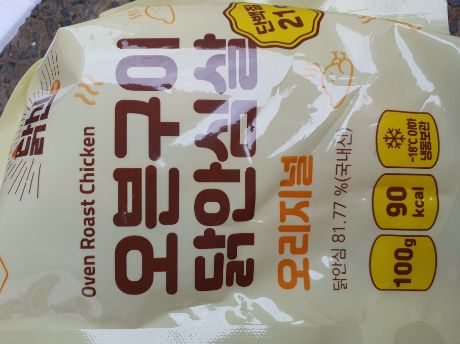 단백질
21
Oven Roast Chicken
오븐구이
닭안심살
오리지널
닭안심 81.77 %(국내산)
100g
90
kcal
-18℃ 이하
냉동보관